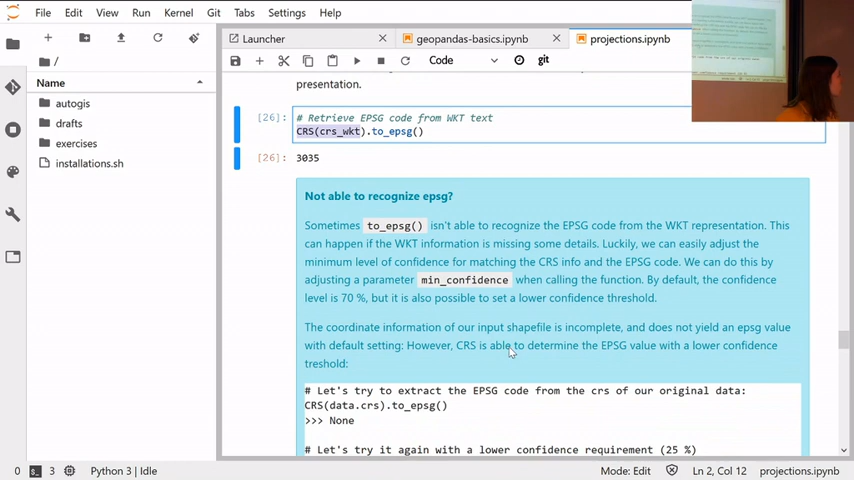 File Edit View Run Kernel Git Tabs Settings Help
Launcher
geopandas-basics.ipynb
projections.ipynb
Code
git
/
Name
autogis
drafts
exercises
installations.sh
presentation.
[26]:
# Retrieve EPSG code from WKT text
CRS(crs_wkt).to_epsg()
[26]: 3035
Not able to recognize epsg?
Sometimes to_epsg() isn't able to recognize the EPSG code from the WKT representation. This
can happen if the WKT information is missing some details. Luckily, we can easily adjust the
minimum level of confidence for matching the CRS info and the EPSG code. We can do this by
adjusting a parameter min_confidence when calling the function. By default, the confidence
level is 70 %, but it is also possible to set a lower confidence threshold.
The coordinate information of our input shapefile is incomplete, and does not yield an epsg value
with default setting: However, CRS is able to determine the EPSG value with a lower confidence
treshold:
# Let's try to extract the EPSG code from the crs of our original data:
CRS(data.crs).to_epsg()
>>> None
# Let's try it again with a lower confidence requirement (25 %)
0 3 Python 3 | Idle
Mode: Edit Ln 2, Col 12 projections.ipynb